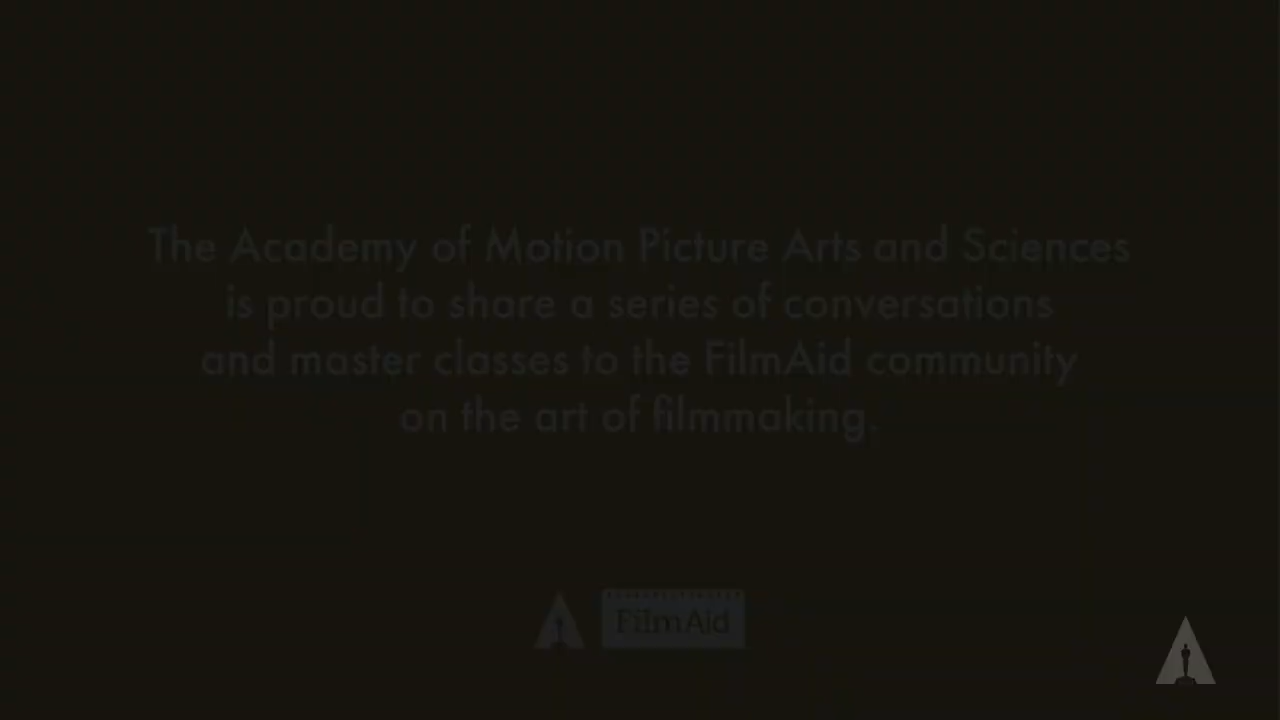 The Academy of Motion Picture Arts and Sciences
is proud to share a series of conversations
and master classes to the FilmAid community
on the art of filmmaking.
FilmAid